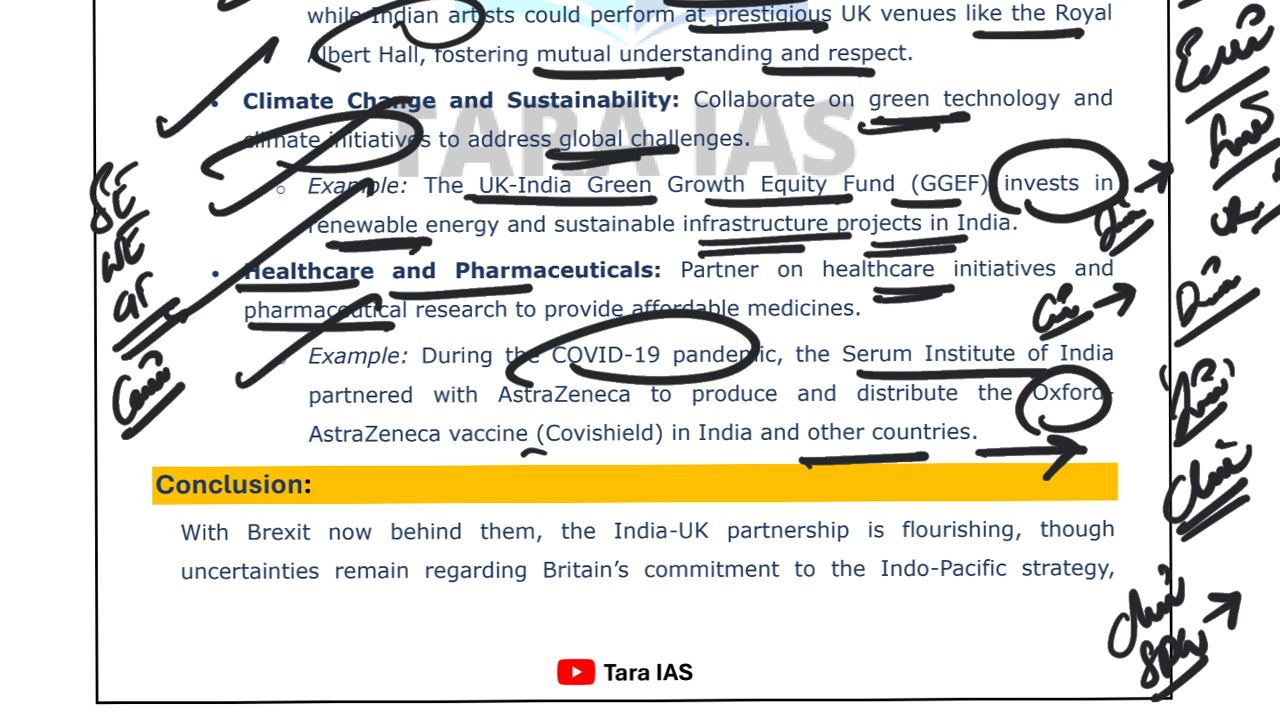 while Indian artists could perform at prestigious UK venues like the Royal
Albert Hall, fostering mutual understanding and respect.
• Climate Change and Sustainability: Collaborate on green technology and
climate initiatives to address global challenges.
TARA IAS
○ Example: The UK-India Green Growth Equity Fund (GGEF) invests in
renewable energy and sustainable infrastructure projects in India.
• Healthcare and Pharmaceuticals: Partner on healthcare initiatives and
pharmaceutical research to provide affordable medicines.
○ Example: During the COVID-19 pandemic, the Serum Institute of India
partnered with AstraZeneca to produce and distribute the Oxford-
AstraZeneca vaccine (Covishield) in India and other countries.
Conclusion:
With Brexit now behind them, the India-UK partnership is flourishing, though
uncertainties remain regarding Britain’s commitment to the Indo-Pacific strategy,
Tara IAS
SE
WE